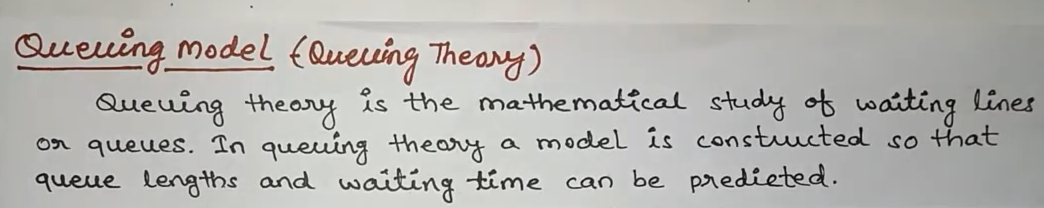 Queuing model (Queuing Theory)
Queuing theory is the mathematical study of waiting lines
or queues. In queuing theory a model is constructed so that
queue lengths and waiting time can be predicted.